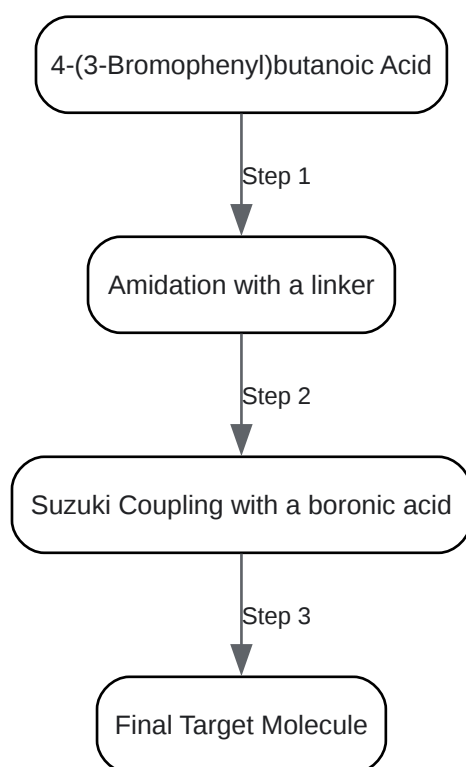 4-(3-Bromophenyl)butanoic Acid
Step 1
Amidation with a linker
Step 2
Suzuki Coupling with a boronic acid
Step 3
Final Target Molecule